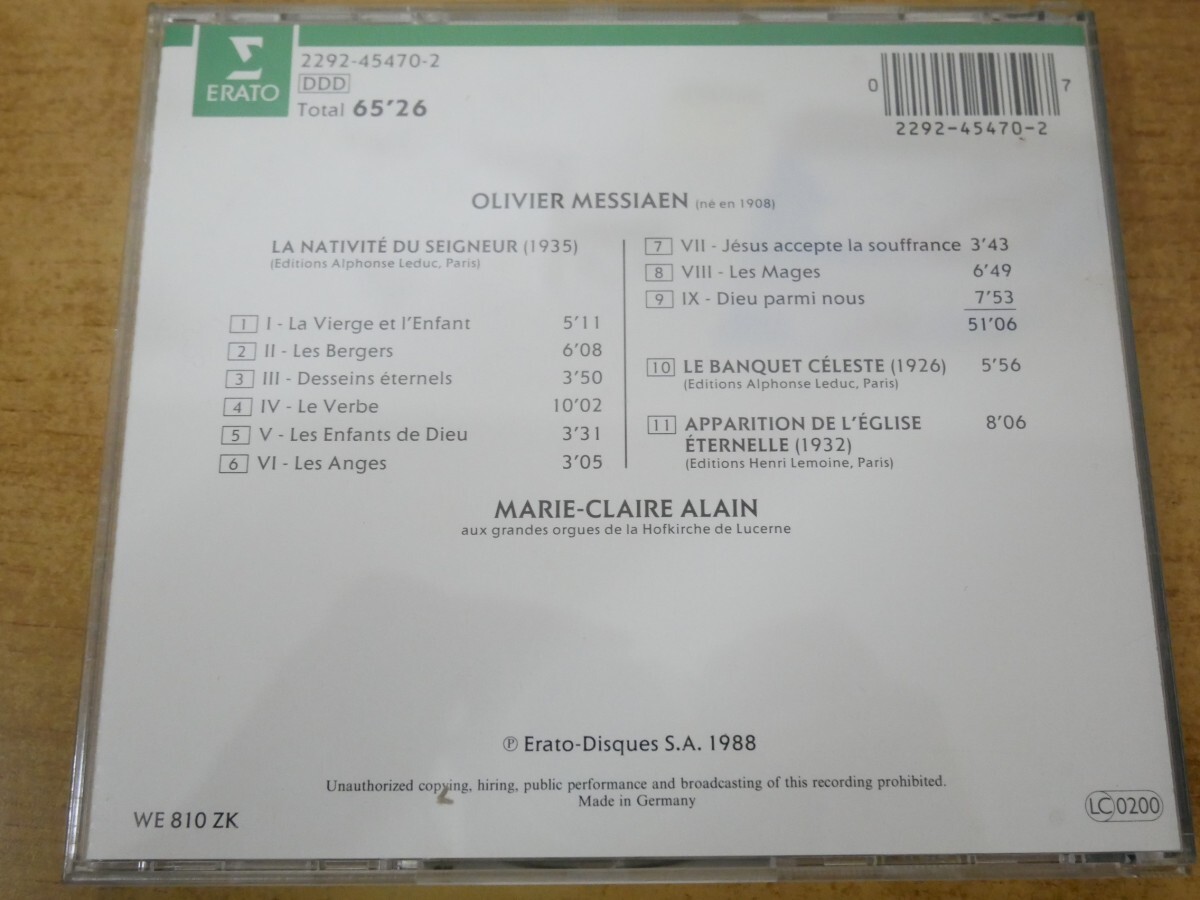 ERATO
2292-45470-2
DDD
Total 65'26
0 7
2292-45470-2
OLIVIER MESSIAEN (né en 1908)
LA NATIVITÉ DU SEIGNEUR (1935)
(Editions Alphonse Leduc, Paris)
1 I - La Vierge et l'Enfant 5'11
2 II - Les Bergers 6'08
3 III - Desseins éternels 3'50
4 IV - Le Verbe 10'02
5 V - Les Enfants de Dieu 3'31
6 VI - Les Anges 3'05
7 VII - Jésus accepte la souffrance 3'43
8 VIII - Les Mages 6'49
9 IX - Dieu parmi nous 7'53
51'06
10 LE BANQUET CÉLESTE (1926) 5'56
(Editions Alphonse Leduc, Paris)
11 APPARITION DE L'ÉGLISE 8'06
ÉTERNELLE (1932)
(Editions Henri Lemoine, Paris)
MARIE-CLAIRE ALAIN
aux grandes orgues de la Hofkirche de Lucerne
℗ Erato-Disques S.A. 1988
Unauthorized copying, hiring, public performance and broadcasting of this recording prohibited.
Made in Germany
WE 810 ZK
LC 0200